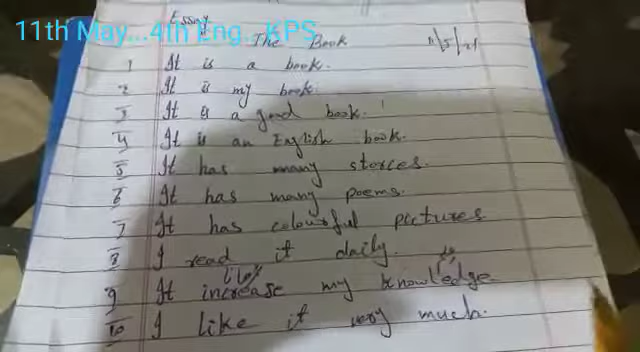 Essay
11th May...4th Eng.. KPS
The Book 11/5/21
1 It is a book.
2 It is my book.
3 It is a good book.
4 It is an English book.
5 It has many stories.
6 It has many poems.
7 It has colourful pictures
8 I read it daily.
9 It increase my knowledge.
10 I like it very much.